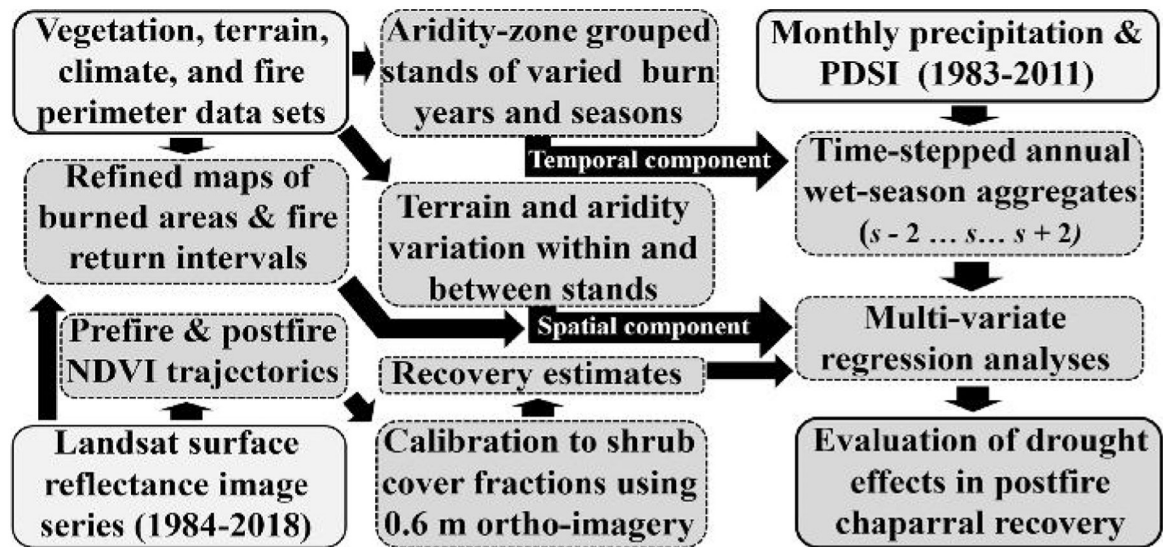 Vegetation, terrain,
climate, and fire
perimeter data sets
Aridity-zone grouped
stands of varied burn
years and seasons
Monthly precipitation &
PDSI (1983-2011)
Temporal component
Refined maps of
burned areas & fire
return intervals
Terrain and aridity
variation within and
between stands
Time-stepped annual
wet-season aggregates
(s - 2 ... s... s + 2)
Spatial component
Prefire & postfire
NDVI trajectories
Recovery estimates
Multi-variate
regression analyses
Landsat surface
reflectance image
series (1984-2018)
Calibration to shrub
cover fractions using
0.6 m ortho-imagery
Evaluation of drought
effects in postfire
chaparral recovery